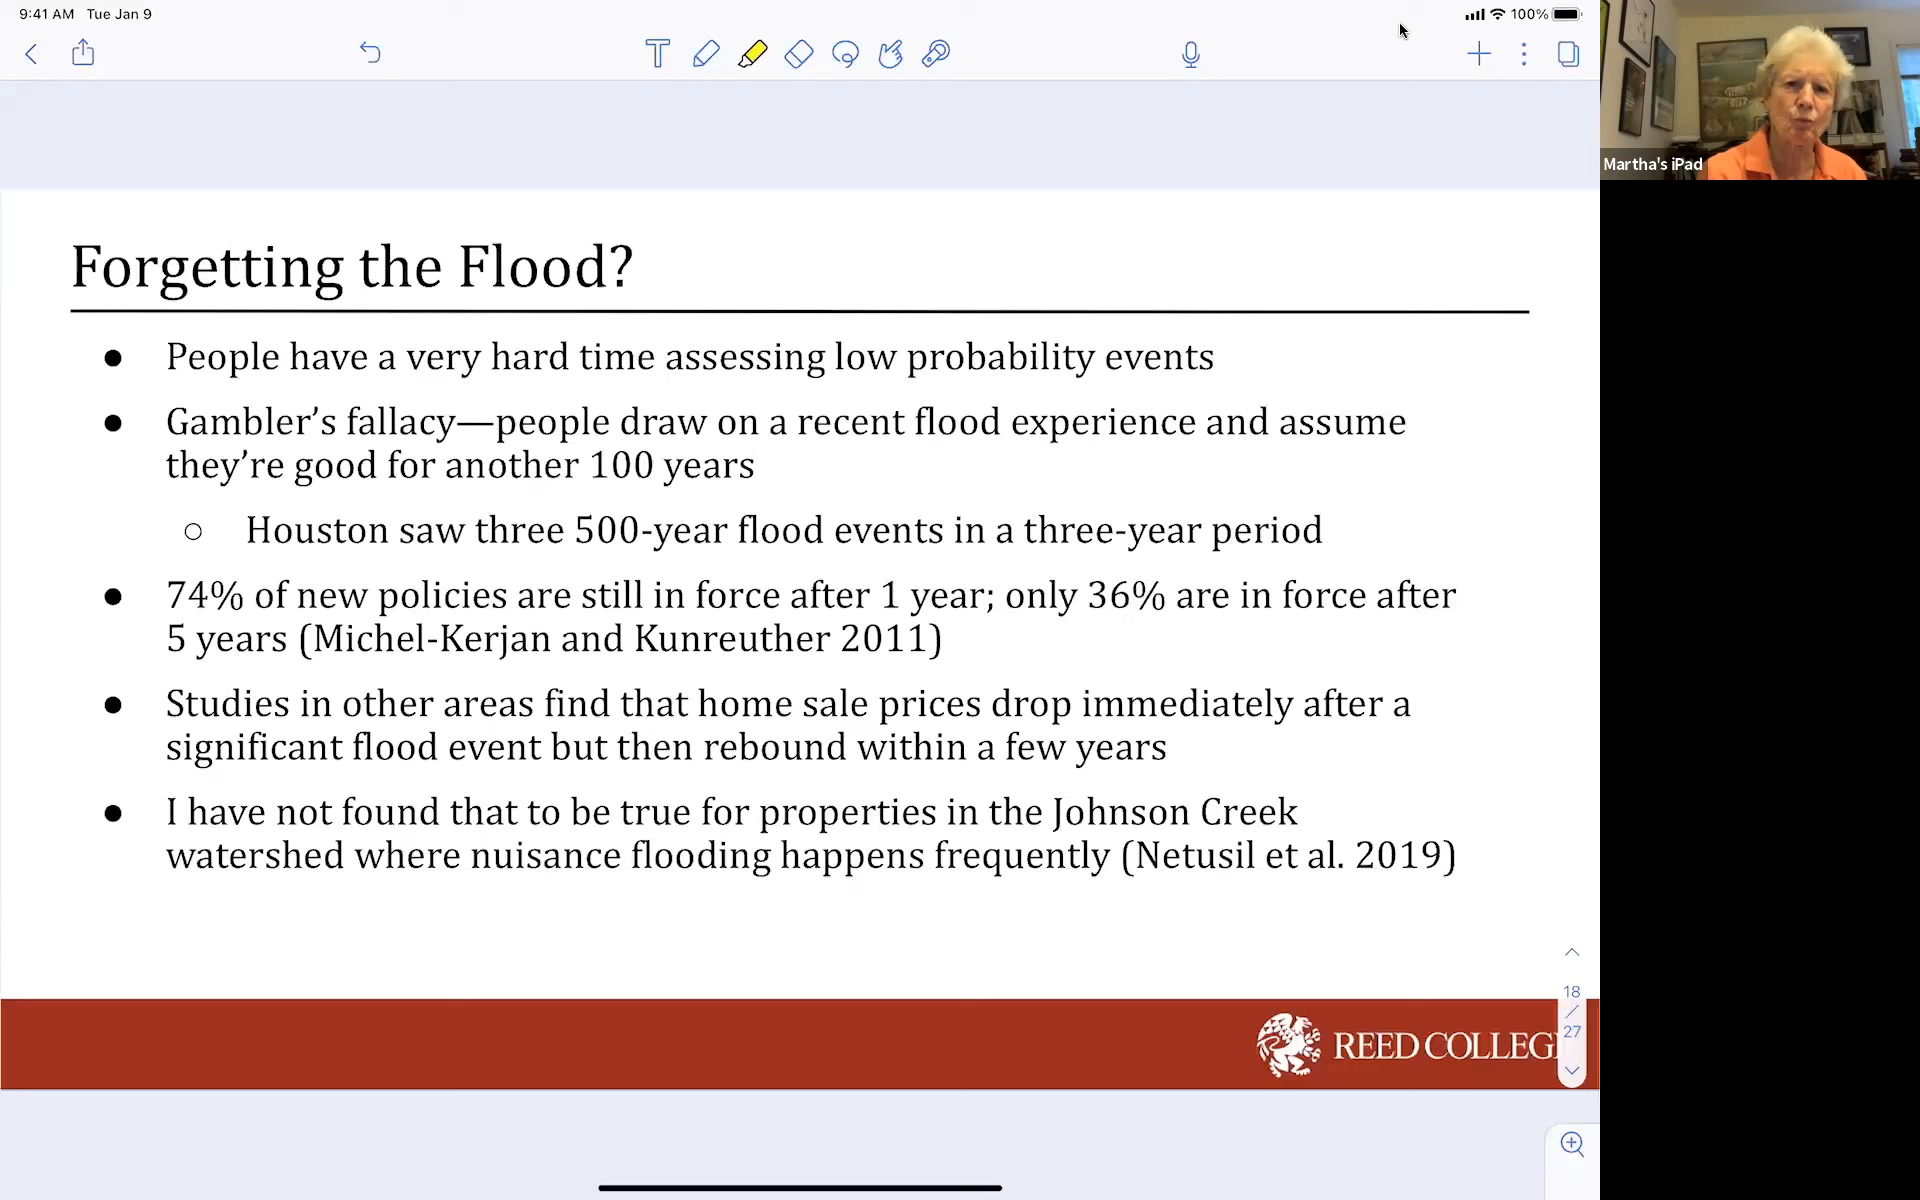 9:41 AM Tue Jan 9
100%
Martha's iPad
Forgetting the Flood?
● People have a very hard time assessing low probability events
● Gambler's fallacy—people draw on a recent flood experience and assume
they're good for another 100 years
○ Houston saw three 500-year flood events in a three-year period
● 74% of new policies are still in force after 1 year; only 36% are in force after
5 years (Michel-Kerjan and Kunreuther 2011)
● Studies in other areas find that home sale prices drop immediately after a
significant flood event but then rebound within a few years
● I have not found that to be true for properties in the Johnson Creek
watershed where nuisance flooding happens frequently (Netusil et al. 2019)
18
/
27
REED COLLEGE